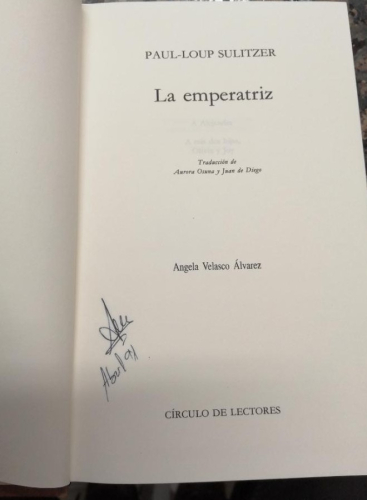 PAUL-LOUP SULITZER
La emperatriz
Traducción de
Aurora Osuna y Juan de Diego
Angela Velasco Álvarez
Abril 91
CÍRCULO DE LECTORES